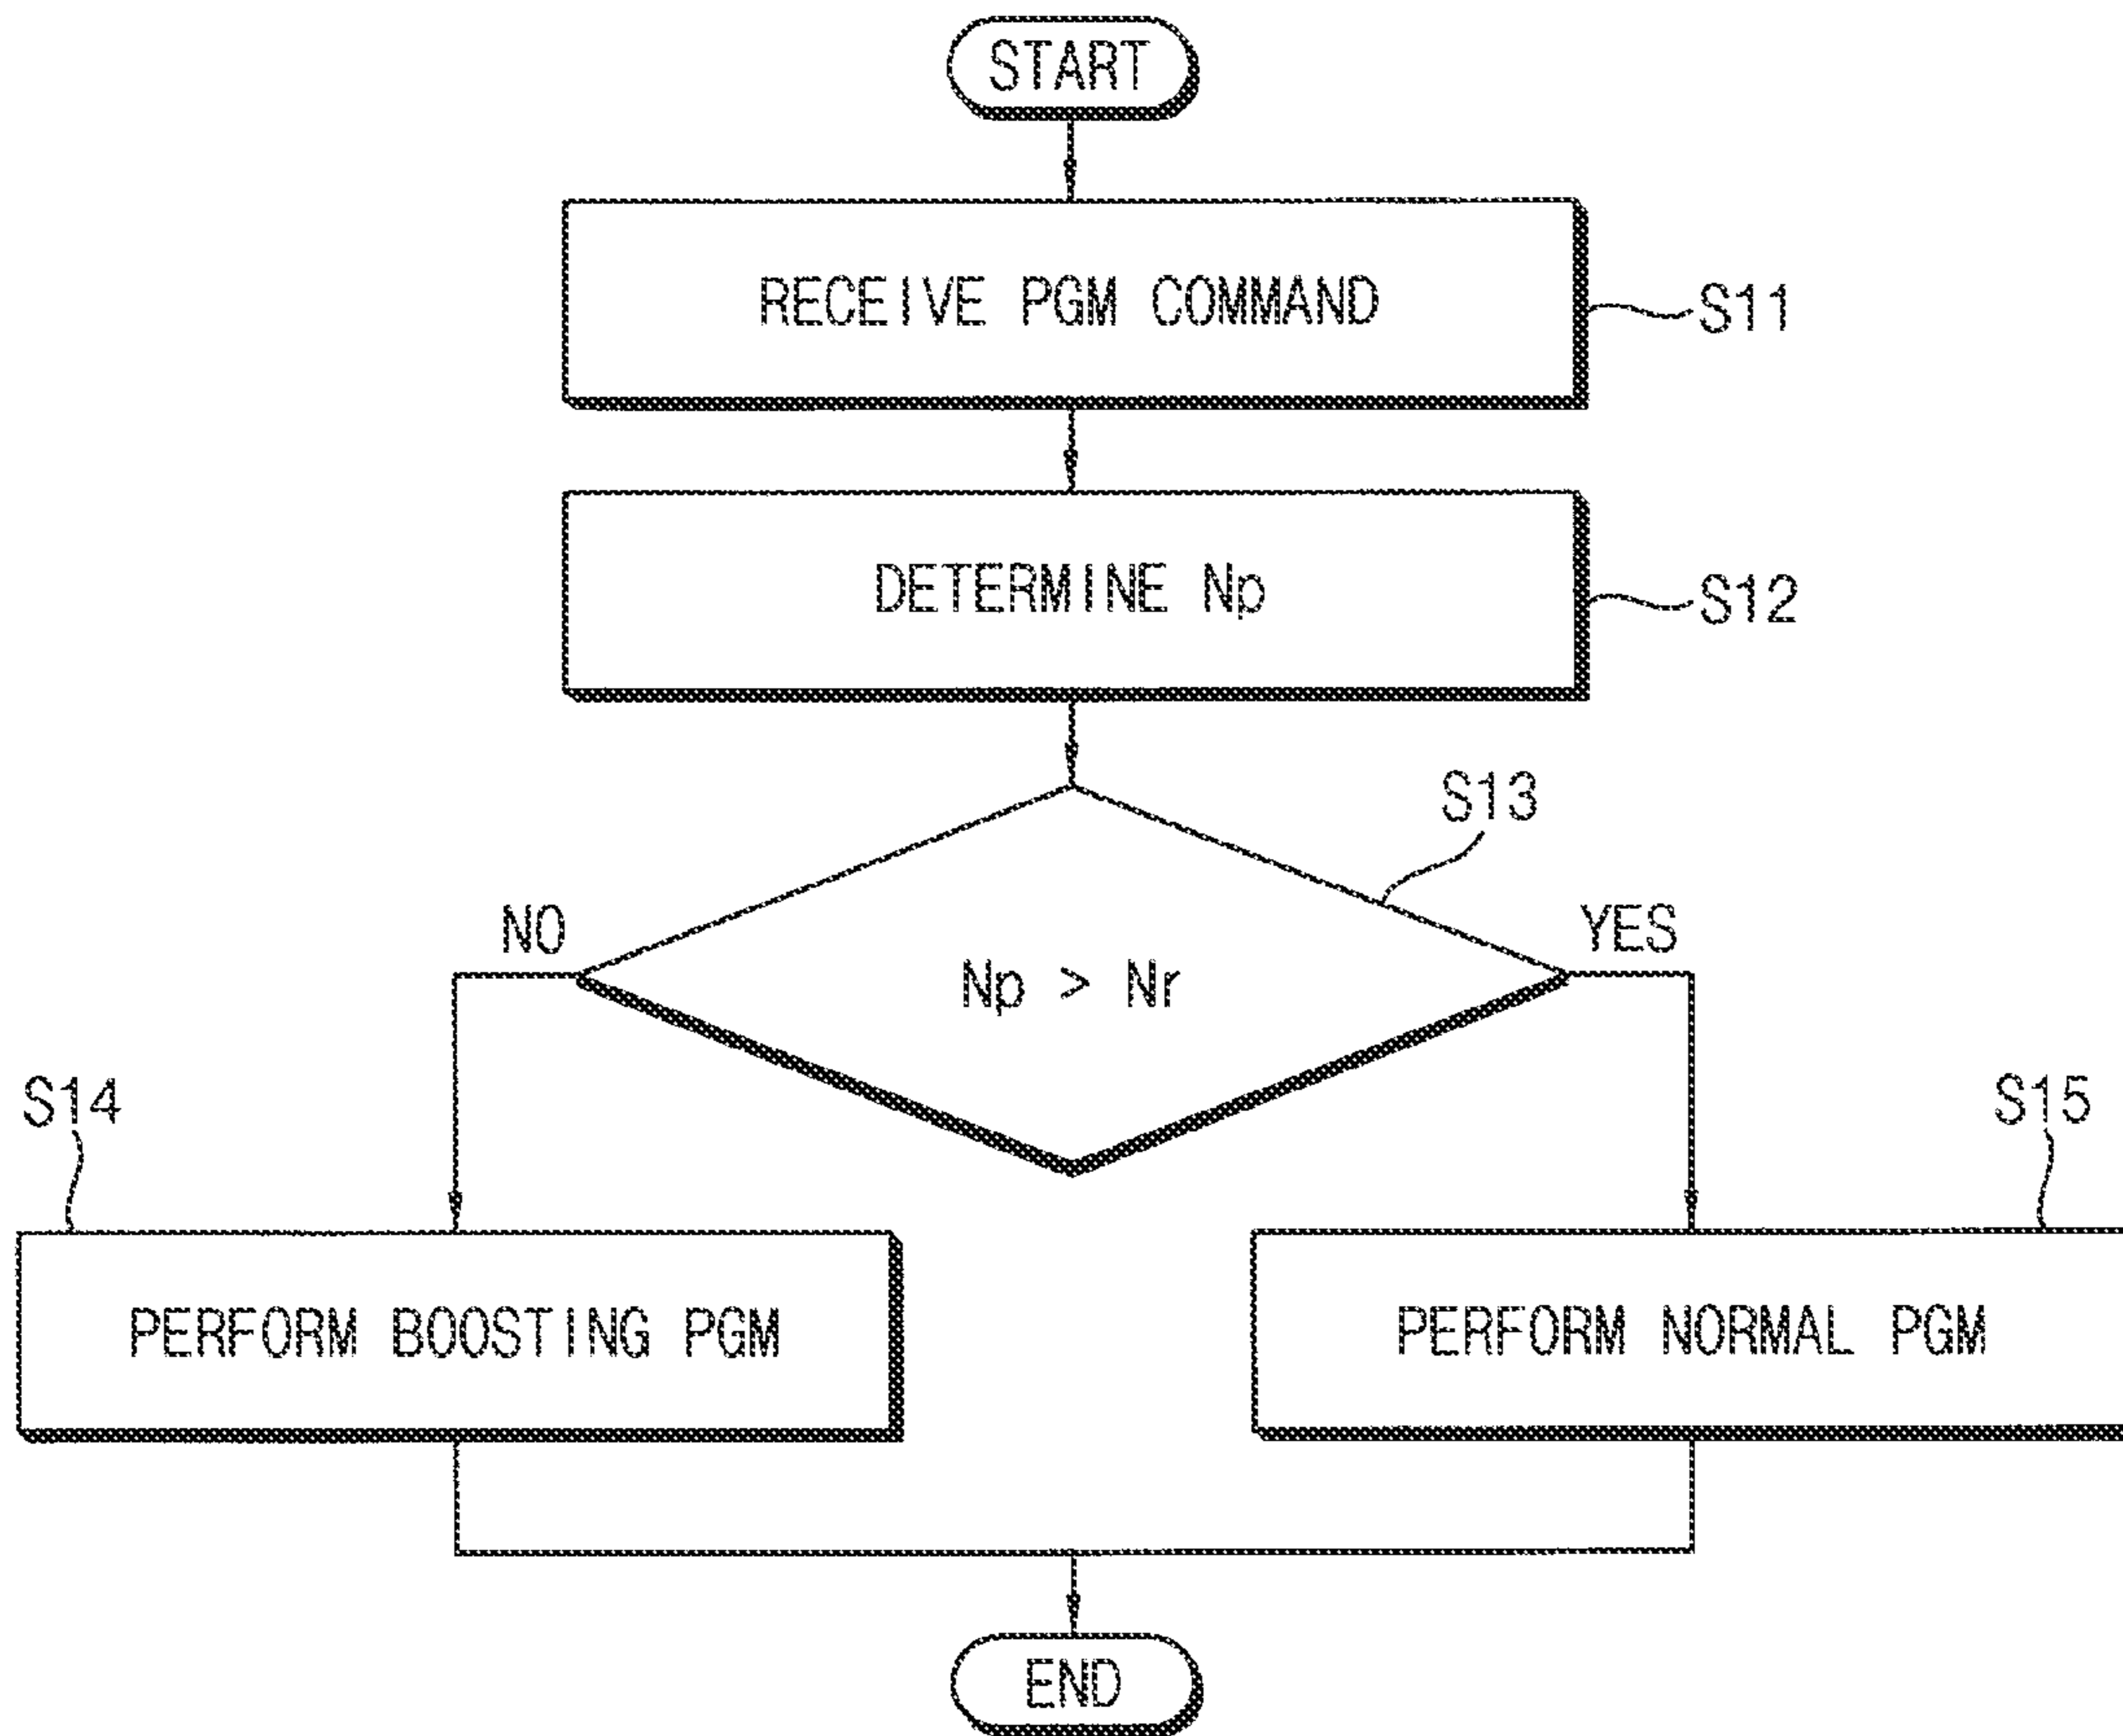 START
RECEIVE PGM COMMAND
S11
DETERMINE Np
S12
S13
NO
YES
Np > Nr
S14
S15
PERFORM BOOSTING PGM
PERFORM NORMAL PGM
END